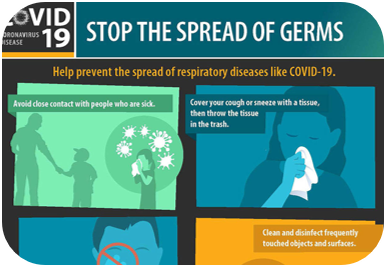 COVID
CORONAVIRUS
DISEASE
19
STOP THE SPREAD OF GERMS
Help prevent the spread of respiratory diseases like COVID-19.
Avoid close contact with people who are sick.
Cover your cough or sneeze with a tissue,
then throw the tissue
in the trash.
Clean and disinfect frequently
touched objects and surfaces.